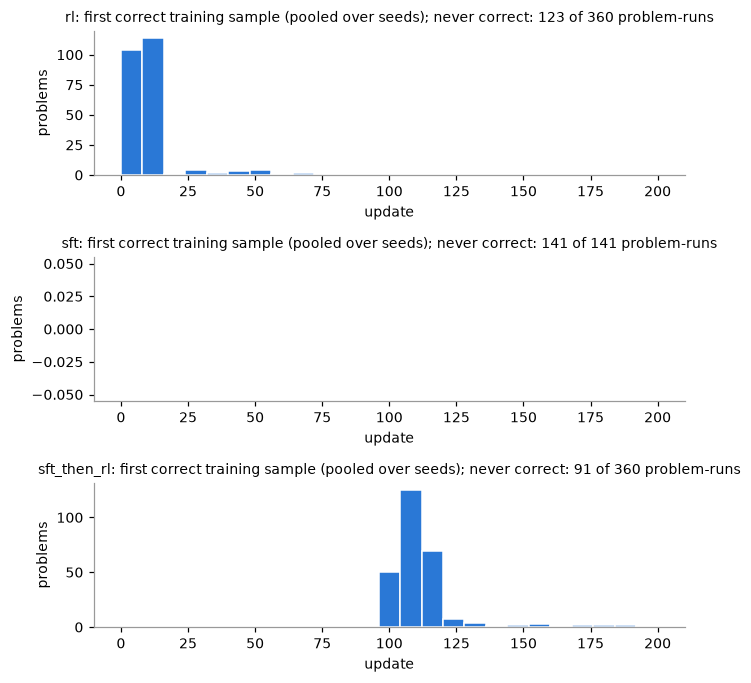 rl: first correct training sample (pooled over seeds); never correct: 123 of 360 problem-runs
100
75
50
25
0
problems
0 25 50 75 100 125 150 175 200
update
sft: first correct training sample (pooled over seeds); never correct: 141 of 141 problem-runs
0.050
0.025
0.000
−0.025
−0.050
problems
0 25 50 75 100 125 150 175 200
update
sft_then_rl: first correct training sample (pooled over seeds); never correct: 91 of 360 problem-runs
100
50
0
problems
0 25 50 75 100 125 150 175 200
update